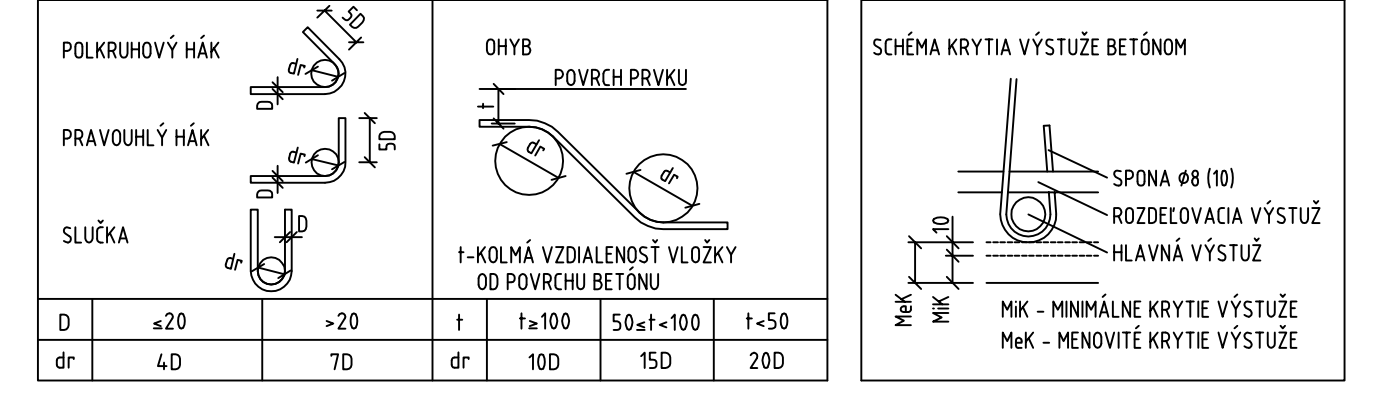 POLKRUHOVÝ HÁK
5D
dr
D
PRAVOUHLÝ HÁK
5D
dr
D
SLUČKA
D
dr
OHYB
POVRCH PRVKU
t
dr
dr
t-KOLMÁ VZDIALENOSŤ VLOŽKY
OD POVRCHU BETÓNU
D ≤20 >20 t t≥100 50≤t<100 t<50
dr 4D 7D dr 10D 15D 20D
SCHÉMA KRYTIA VÝSTUŽE BETÓNOM
SPONA Ø8 (10)
ROZDEĽOVACIA VÝSTUŽ
HLAVNÁ VÝSTUŽ
10
MeK
MiK
MiK - MINIMÁLNE KRYTIE VÝSTUŽE
MeK - MENOVITÉ KRYTIE VÝSTUŽE